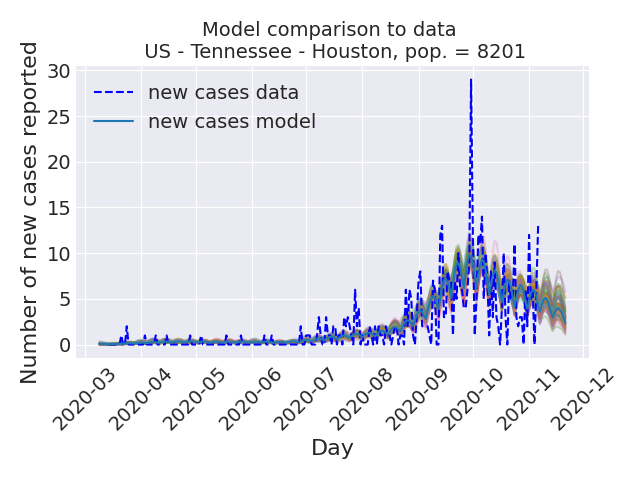 Model comparison to data
US - Tennessee - Houston, pop. = 8201
Number of new cases reported
30
25
20
15
10
5
0
new cases data
new cases model
2020-03
2020-04
2020-05
2020-06
2020-07
2020-08
2020-09
2020-10
2020-11
2020-12
Day